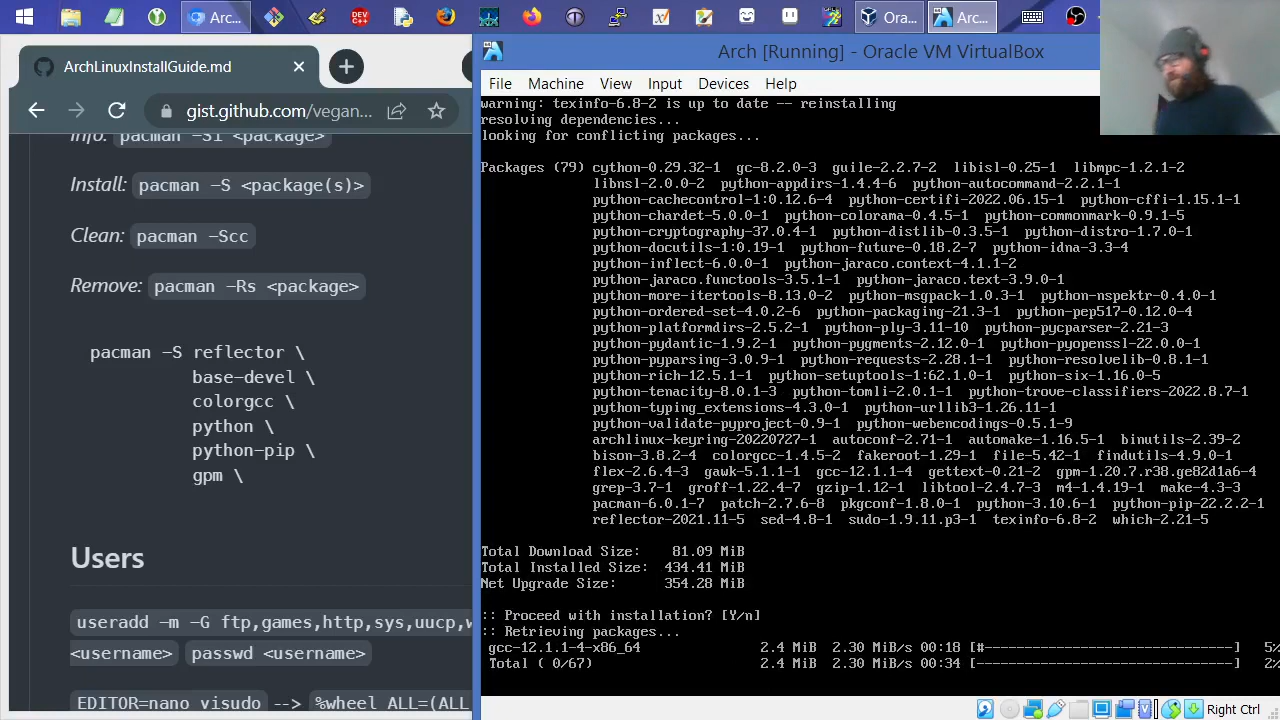 Arc...
Ora...
Arc...
ArchLinuxInstallGuide.md
gist.github.com/vegan...
Info: pacman -Si <package>
Install: pacman -S <package(s)>
Clean: pacman -Scc
Remove: pacman -Rs <package>
pacman -S reflector \
base-devel \
colorgcc \
python \
python-pip \
gpm \
Users
useradd -m -G ftp,games,http,sys,uucp,w
<username> passwd <username>
EDITOR=nano visudo --> %wheel ALL=(ALL
Arch [Running] - Oracle VM VirtualBox
File Machine View Input Devices Help
warning: texinfo-6.8-2 is up to date -- reinstalling
resolving dependencies...
looking for conflicting packages...
Packages (79) cython-0.29.32-1 gc-8.2.0-3 guile-2.2.7-2 libisl-0.25-1 libmpc-1.2.1-2
libnsl-2.0.0-2 python-appdirs-1.4.4-6 python-autocommand-2.2.1-1
python-cachecontrol-1:0.12.6-4 python-certifi-2022.06.15-1 python-cffi-1.15.1-1
python-chardet-5.0.0-1 python-colorama-0.4.5-1 python-commonmark-0.9.1-5
python-cryptography-37.0.4-1 python-distlib-0.3.5-1 python-distro-1.7.0-1
python-docutils-1:0.19-1 python-future-0.18.2-7 python-idna-3.3-4
python-inflect-6.0.0-1 python-jaraco.context-4.1.1-2
python-jaraco.functools-3.5.1-1 python-jaraco.text-3.9.0-1
python-more-itertools-8.13.0-2 python-msgpack-1.0.3-1 python-nspektr-0.4.0-1
python-ordered-set-4.0.2-6 python-packaging-21.3-1 python-pep517-0.12.0-4
python-platformdirs-2.5.2-1 python-ply-3.11-10 python-pycparser-2.21-3
python-pydantic-1.9.2-1 python-pygments-2.12.0-1 python-pyopenssl-22.0.0-1
python-pyparsing-3.0.9-1 python-requests-2.28.1-1 python-resolvelib-0.8.1-1
python-rich-12.5.1-1 python-setuptools-1:62.1.0-1 python-six-1.16.0-5
python-tenacity-8.0.1-3 python-tomli-2.0.1-1 python-trove-classifiers-2022.8.7-1
python-typing_extensions-4.3.0-1 python-urllib3-1.26.11-1
python-validate-pyproject-0.9-1 python-webencodings-0.5.1-9
archlinux-keyring-20220727-1 autoconf-2.71-1 automake-1.16.5-1 binutils-2.39-2
bison-3.8.2-4 colorgcc-1.4.5-2 fakeroot-1.29-1 file-5.42-1 findutils-4.9.0-1
flex-2.6.4-3 gawk-5.1.1-1 gcc-12.1.1-4 gettext-0.21-2 gpm-1.20.7.r38.ge82d1a6-4
grep-3.7-1 groff-1.22.4-7 gzip-1.12-1 libtool-2.4.7-3 m4-1.4.19-1 make-4.3-3
pacman-6.0.1-7 patch-2.7.6-8 pkgconf-1.8.0-1 python-3.10.6-1 python-pip-22.2.2-1
reflector-2021.11-5 sed-4.8-1 sudo-1.9.11.p3-1 texinfo-6.8-2 which-2.21-5
Total Download Size: 81.09 MiB
Total Installed Size: 434.41 MiB
Net Upgrade Size: 354.28 MiB
:: Proceed with installation? [Y/n]
:: Retrieving packages...
gcc-12.1.1-4-x86_64 2.4 MiB 2.30 MiB/s 00:18 [#--------------------------------] 5%
Total ( 0/67) 2.4 MiB 2.30 MiB/s 00:34 [---------------------------------] 2%
Right Ctrl